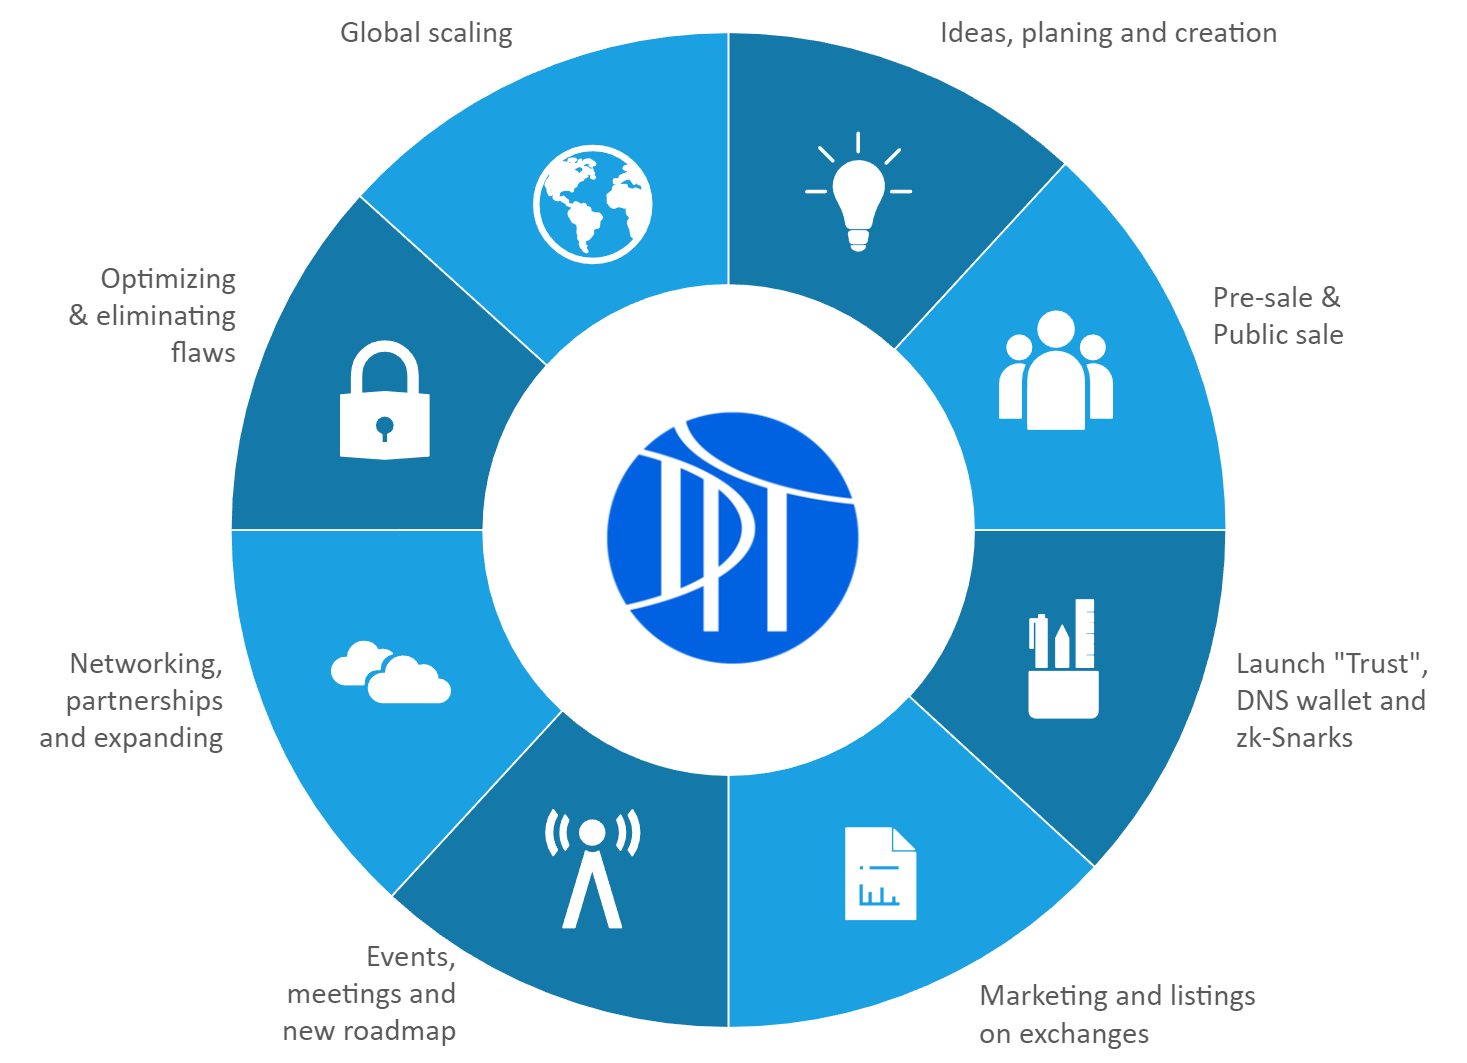 Global scaling
Ideas, planing and creation
Pre-sale &
Public sale
Launch "Trust",
DNS wallet and
zk-Snarks
Marketing and listings
on exchanges
Events,
meetings and
new roadmap
Networking,
partnerships
and expanding
Optimizing
& eliminating
flaws
DPT